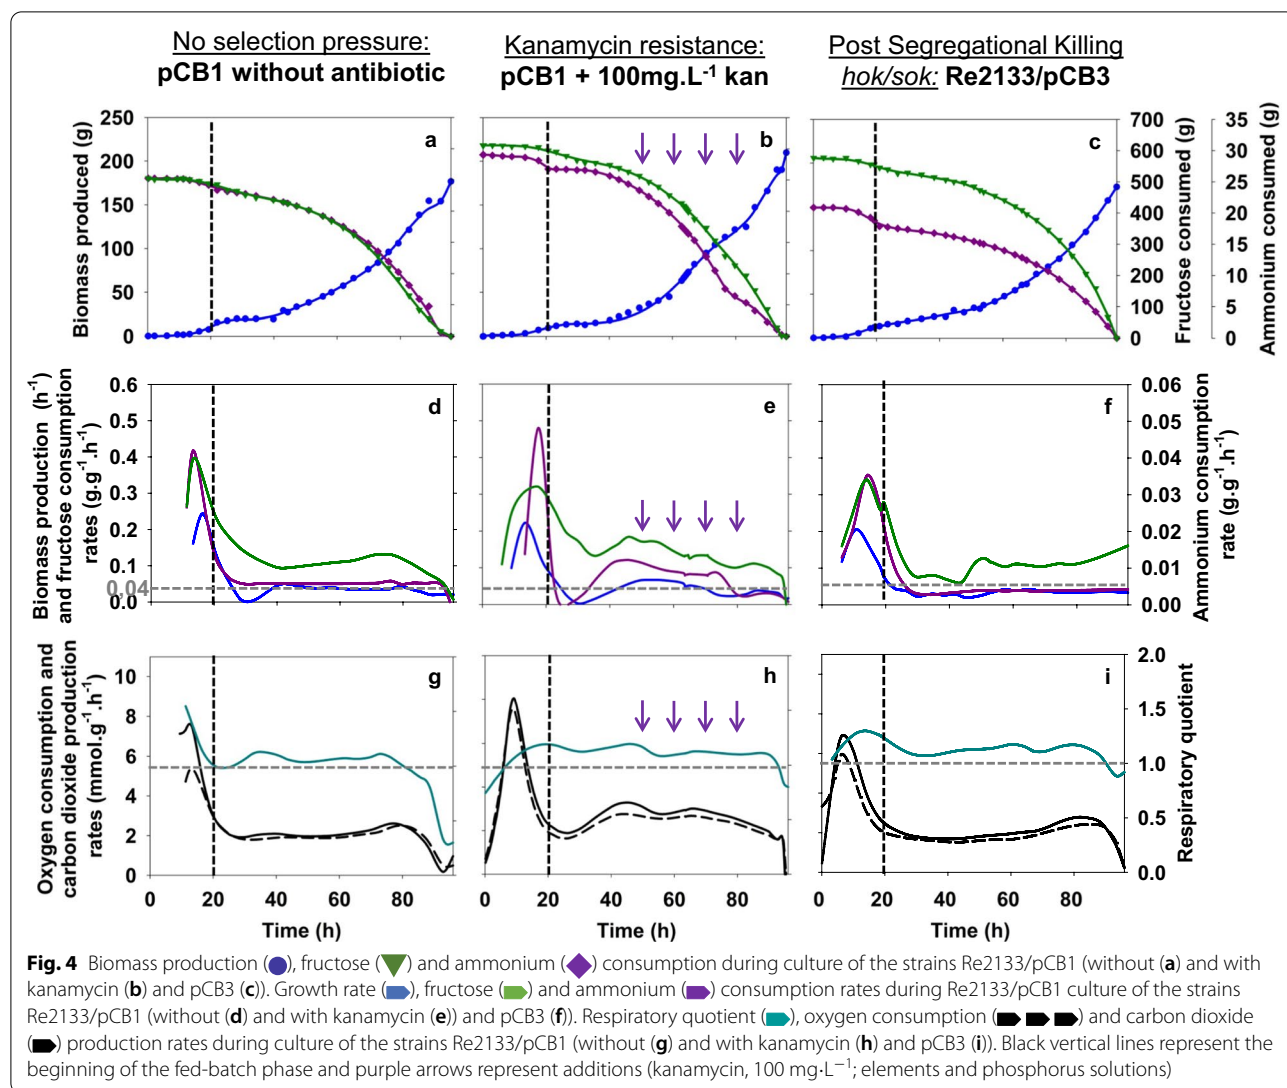 No selection pressure:
pCB1 without antibiotic
Kanamycin resistance:
pCB1 + 100mg.L⁻¹ kan
Post Segregational Killing
hok/sok: Re2133/pCB3
Biomass produced (g)
250
200
150
100
50
0
a
b
c
700
600
500
400
300
200
100
0
Fructose consumed (g)
35
30
25
20
15
10
5
0
Ammonium consumed (g)
0 20 40 60 80
0 20 40 60 80
0 20 40 60 80
Time (h)
Time (h)
Time (h)
Biomass production (h⁻¹)
and fructose consumption
rates (g.g⁻¹.h⁻¹)
0.6
0.5
0.4
0.3
0.2
0.1
0.04
0.0
d
e
f
0.06
0.05
0.04
0.03
0.02
0.01
0.00
Ammonium consumption
rate (g.g⁻¹.h⁻¹)
Oxygen consumption and
carbon dioxide production
rates (mmol.g⁻¹.h⁻¹)
10
8
6
4
2
0
g
h
i
2.0
1.5
1.0
0.5
0.0
Respiratory quotient
Fig. 4 Biomass production (●), fructose (▼) and ammonium (◆) consumption during culture of the strains Re2133/pCB1 (without (a) and with
kanamycin (b) and pCB3 (c)). Growth rate (), fructose () and ammonium () consumption rates during Re2133/pCB1 culture of the strains
Re2133/pCB1 (without (d) and with kanamycin (e)) and pCB3 (f)). Respiratory quotient (), oxygen consumption () and carbon dioxide
() production rates during culture of the strains Re2133/pCB1 (without (g) and with kanamycin (h) and pCB3 (i)). Black vertical lines represent the
beginning of the fed-batch phase and purple arrows represent additions (kanamycin, 100 mg·L⁻¹; elements and phosphorus solutions)